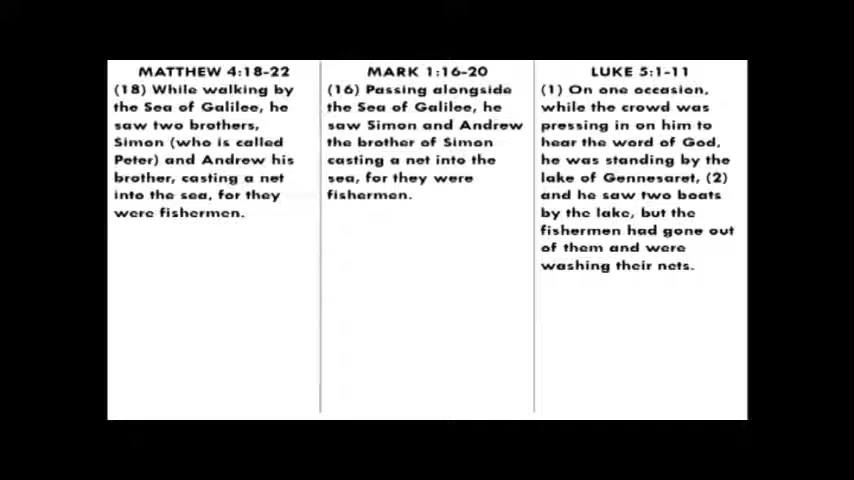 MATTHEW 4:18-22
(18) While walking by
the Sea of Galilee, he
saw two brothers,
Simon (who is called
Peter) and Andrew his
brother, casting a net
into the sea, for they
were fishermen.
MARK 1:16-20
(16) Passing alongside
the Sea of Galilee, he
saw Simon and Andrew
the brother of Simon
casting a net into the
sea, for they were
fishermen.
LUKE 5:1-11
(1) On one occasion,
while the crowd was
pressing in on him to
hear the word of God,
he was standing by the
lake of Gennesaret, (2)
and he saw two boats
by the lake, but the
fishermen had gone out
of them and were
washing their nets.